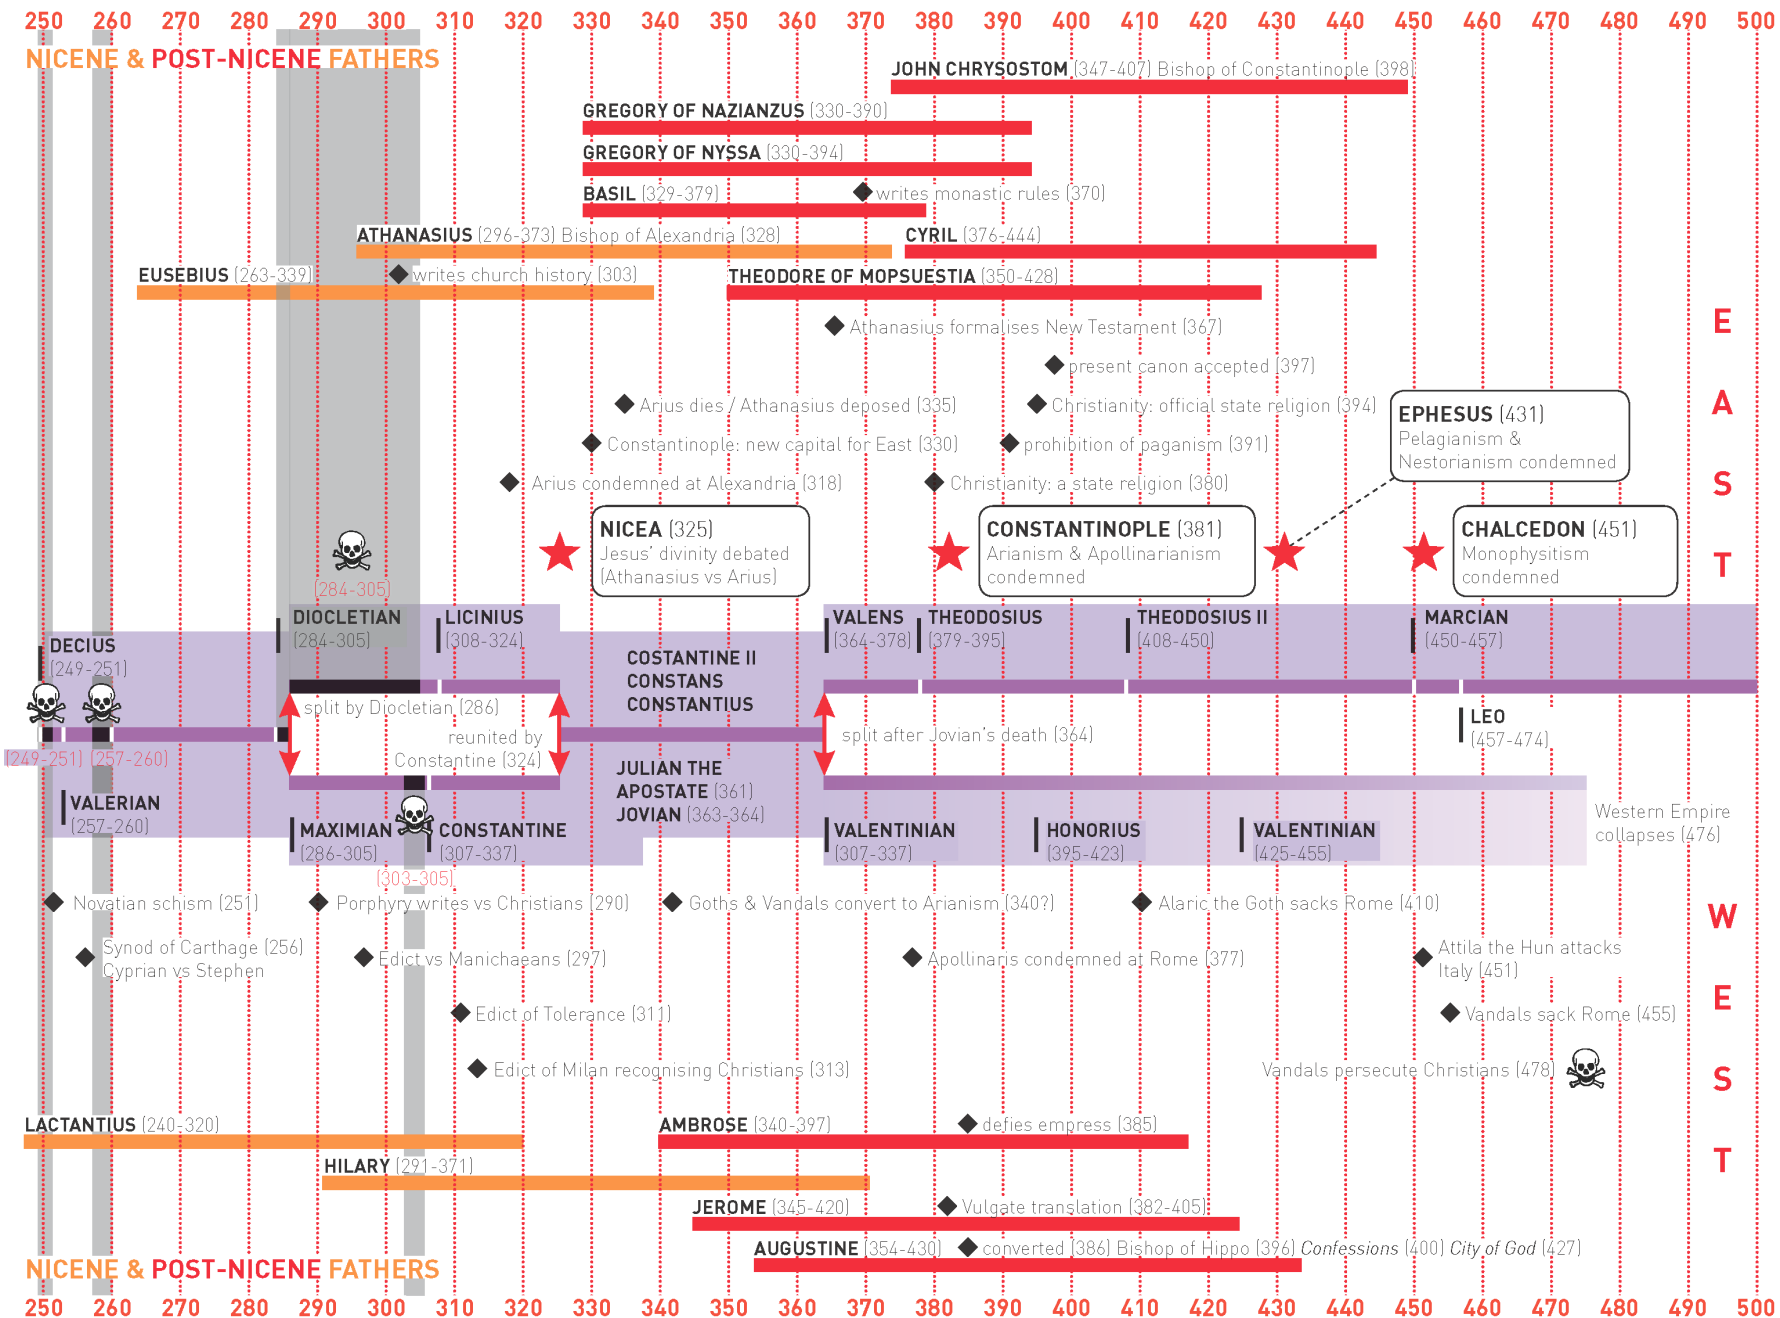 250 260 270 280 290 300 310 320 330 340 350 360 370 380 390 400 410 420 430 440 450 460 470 480 490 500
NICENE & POST-NICENE FATHERS
JOHN CHRYSOSTOM (347-407) Bishop of Constantinople (398)
GREGORY OF NAZIANZUS (330-390)
GREGORY OF NYSSA (330-394)
BASIL (329-379)
writes monastic rules (370)
ATHANASIUS (296-373) Bishop of Alexandria (328)
CYRIL (376-444)
EUSEBIUS (263-339)
writes church history (303)
THEODORE OF MOPSUESTIA (350-428)
Athanasius formalises New Testament (367)
present canon accepted (397)
Arius dies / Athanasius deposed (335)
Christianity: official state religion (394)
Constantinople: new capital for East (330)
prohibition of paganism (391)
Arius condemned at Alexandria (318)
Christianity: a state religion (380)
EPHESUS (431)
Pelagianism &
Nestorianism condemned
E
A
S
T
NICEA (325)
Jesus' divinity debated
(Athanasius vs Arius)
CONSTANTINOPLE (381)
Arianism & Apollinarianism
condemned
CHALCEDON (451)
Monophysitism
condemned
(284-305)
DECIUS
(249-251)
DIOCLETIAN
(284-305)
LICINIUS
(308-324)
COSTANTINE II
CONSTANS
CONSTANTIUS
VALENS
(364-378)
THEODOSIUS
(379-395)
THEODOSIUS II
(408-450)
MARCIAN
(450-457)
LEO
(457-474)
split by Diocletian (286)
reunited by
Constantine (324)
split after Jovian's death (364)
(249-251) (257-260)
VALERIAN
(257-260)
MAXIMIAN
(286-305)
CONSTANTINE
(307-337)
JULIAN THE
APOSTATE (361)
JOVIAN (363-364)
VALENTINIAN
(307-337)
HONORIUS
(395-423)
VALENTINIAN
(425-455)
Western Empire
collapses (476)
(303-305)
Novatian schism (251)
Porphyry writes vs Christians (290)
Goths & Vandals convert to Arianism (340?)
Alaric the Goth sacks Rome (410)
Synod of Carthage (256)
Cyprian vs Stephen
Edict vs Manichaeans (297)
Apollinaris condemned at Rome (377)
Attila the Hun attacks
Italy (451)
Edict of Tolerance (311)
Vandals sack Rome (455)
Edict of Milan recognising Christians (313)
Vandals persecute Christians (478)
W
E
S
T
LACTANTIUS (240-320)
AMBROSE (340-397)
defies empress (385)
HILARY (291-371)
JEROME (345-420)
Vulgate translation (382-405)
AUGUSTINE (354-430)
converted (386) Bishop of Hippo (396) Confessions (400) City of God (427)
NICENE & POST-NICENE FATHERS
250 260 270 280 290 300 310 320 330 340 350 360 370 380 390 400 410 420 430 440 450 460 470 480 490 500